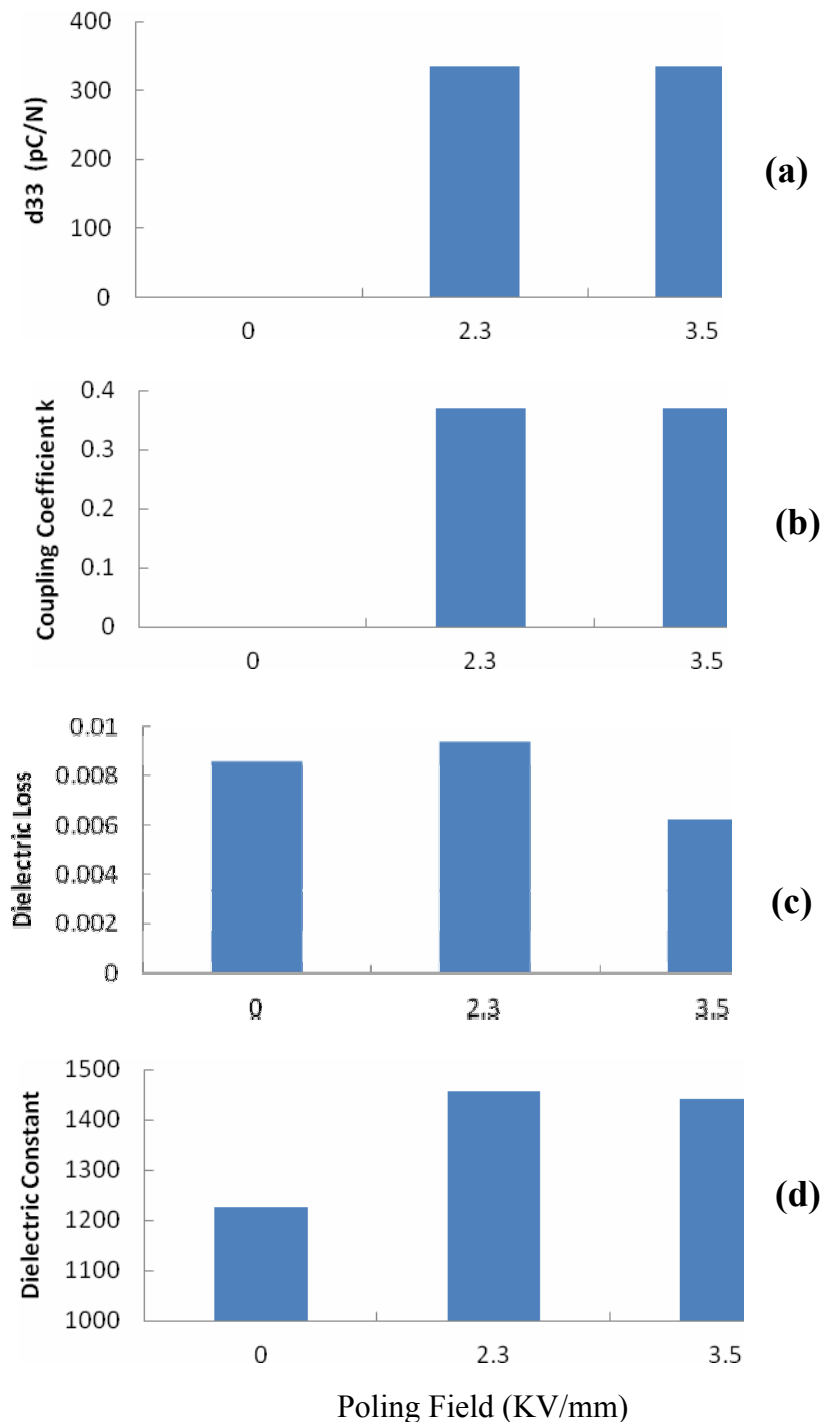 400
300
200
100
0
d33 (pC/N)
0 2.3 3.5
(a)
0.4
0.3
0.2
0.1
0
Coupling Coefficient k
0 2.3 3.5
(b)
0.01
0.008
0.006
0.004
0.002
0
Dielectric Loss
0 2.3 3.5
(c)
1500
1400
1300
1200
1100
1000
Dielectric Constant
0 2.3 3.5
(d)
Poling Field (KV/mm)